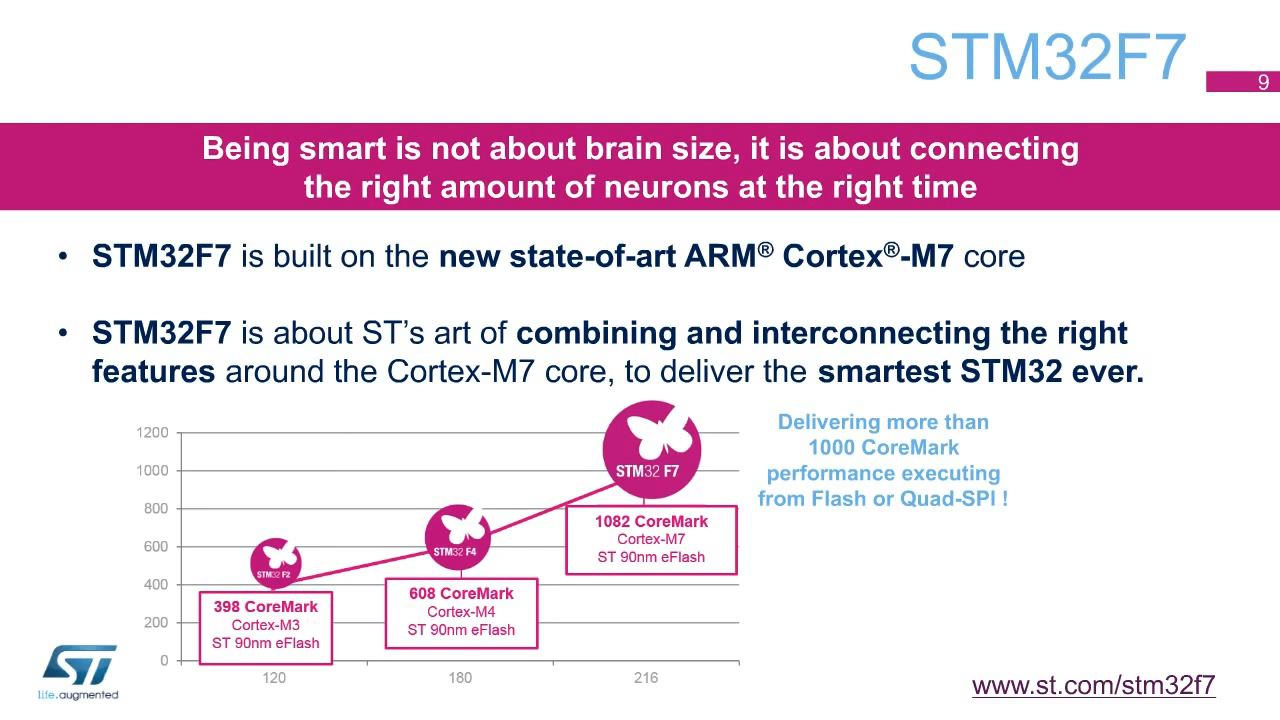 STM32F7
9
Being smart is not about brain size, it is about connecting
the right amount of neurons at the right time
• STM32F7 is built on the new state-of-art ARM® Cortex®-M7 core
• STM32F7 is about ST’s art of combining and interconnecting the right
features around the Cortex-M7 core, to deliver the smartest STM32 ever.
Delivering more than
1000 CoreMark
performance executing
from Flash or Quad-SPI !
1200
1000
800
600
400
200
0
STM32 F2
398 CoreMark
Cortex-M3
ST 90nm eFlash
STM32 F4
608 CoreMark
Cortex-M4
ST 90nm eFlash
STM32 F7
1082 CoreMark
Cortex-M7
ST 90nm eFlash
120
180
216
ST
life.augmented
www.st.com/stm32f7